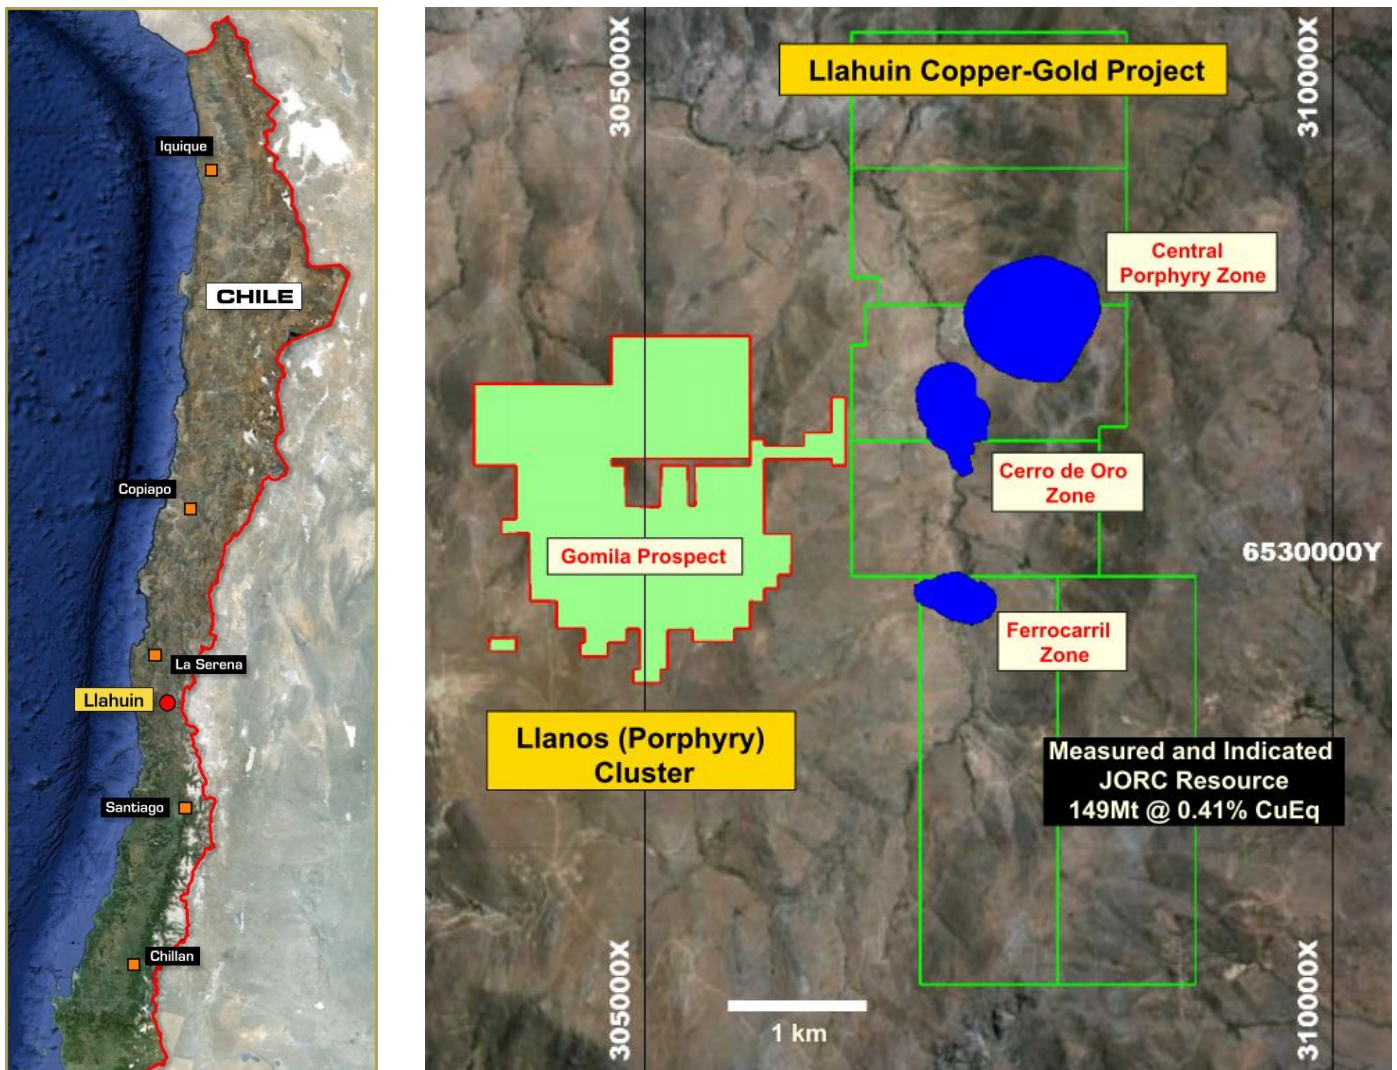 Iquique
CHILE
Copiapo
La Serena
Llahuin
Santiago
Chillan
305000X
310000X
Llahuin Copper-Gold Project
Central
Porphyry Zone
Cerro de Oro
Zone
6530000Y
Gomila Prospect
Ferrocarril
Zone
Llanos (Porphyry)
Cluster
Measured and Indicated
JORC Resource
149Mt @ 0.41% CuEq
305000X
310000X
1 km